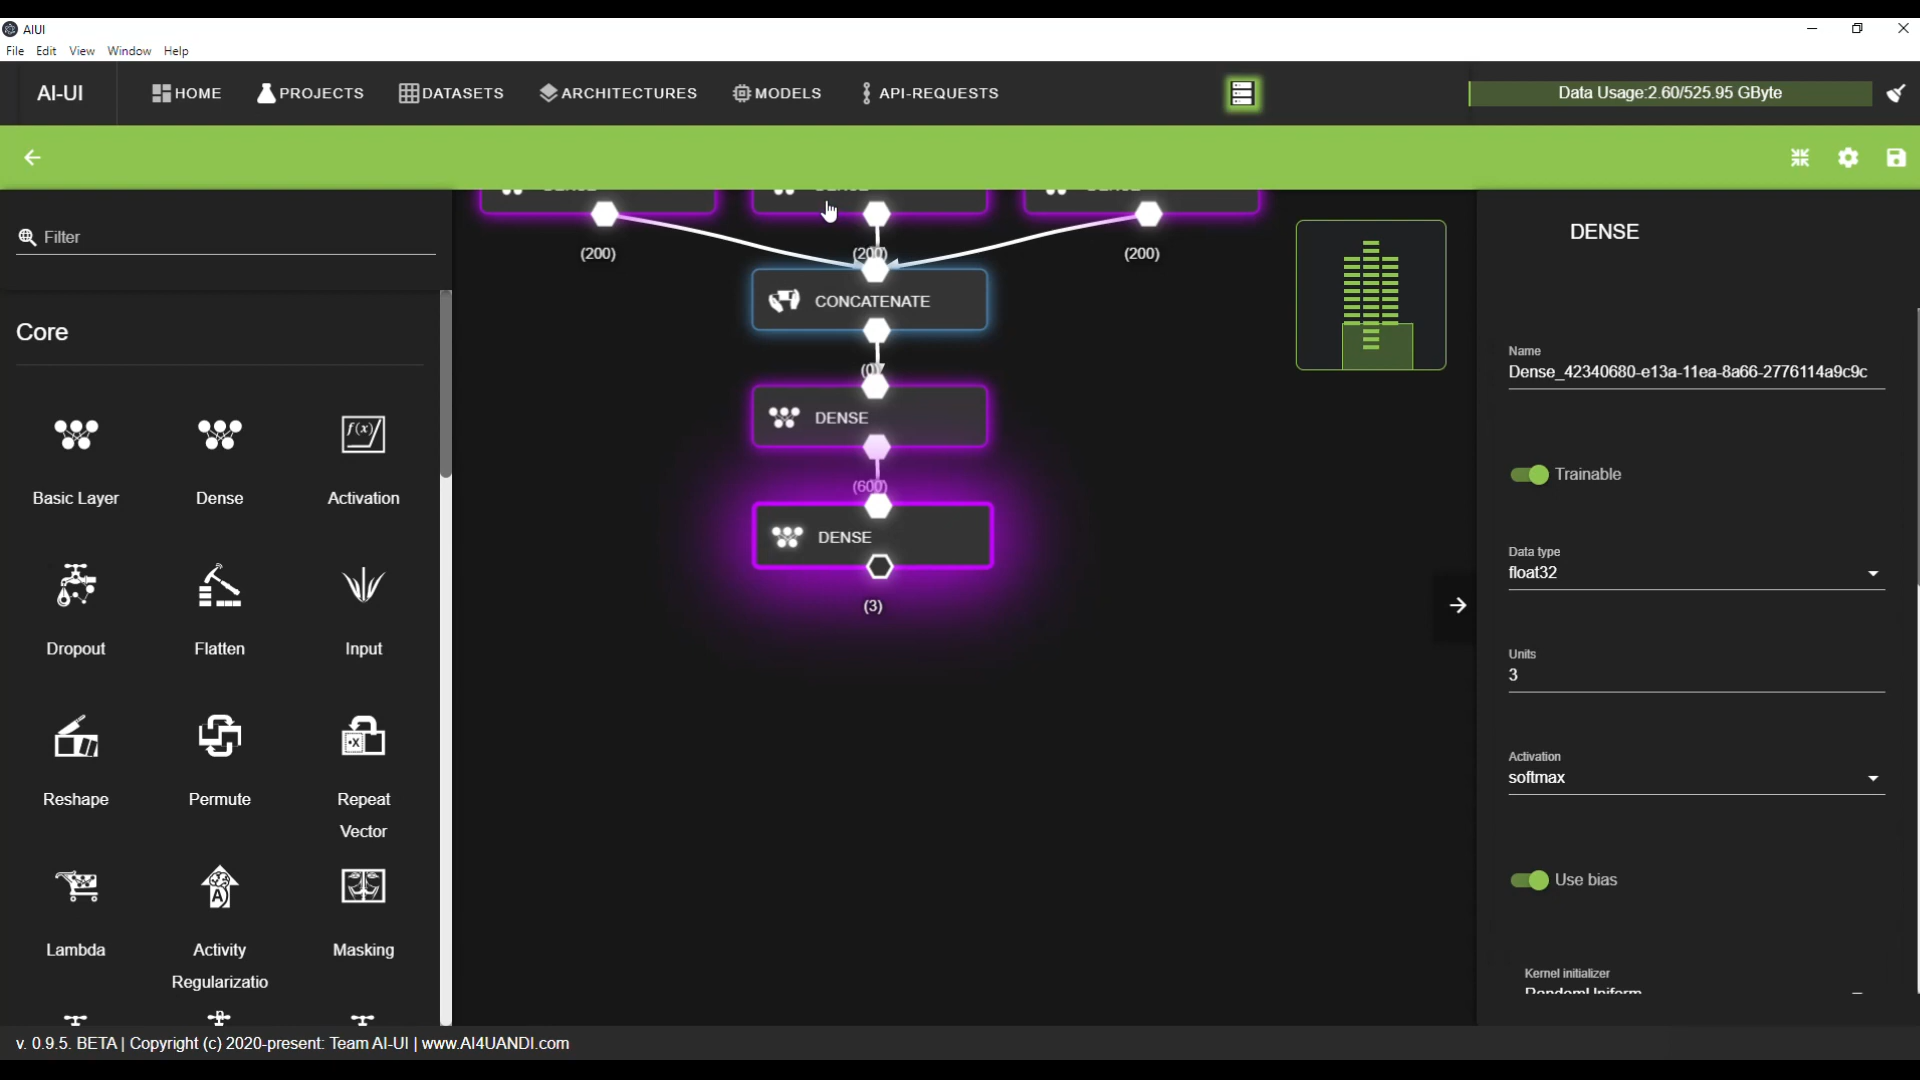 AIUI
File Edit View Window Help
AI-UI HOME PROJECTS DATASETS ARCHITECTURES MODELS API-REQUESTS Data Usage:2.60/525.95 GByte
Filter
Core
Basic Layer Dense Activation
Dropout Flatten Input
Reshape Permute Repeat
Vector
Lambda Activity Masking
Regularizatio
(200) (200) (200)
CONCATENATE
DENSE
(600)
DENSE
(3)
DENSE
Name
Dense_42340680-e13a-11ea-8a66-2776114a9c9c
Trainable
Data type
float32
Units
3
Activation
softmax
Use bias
Kernel initializer
RandomUniform
v. 0.9.5. BETA | Copyright (c) 2020-present: Team AI-UI | www.AI4UANDI.com